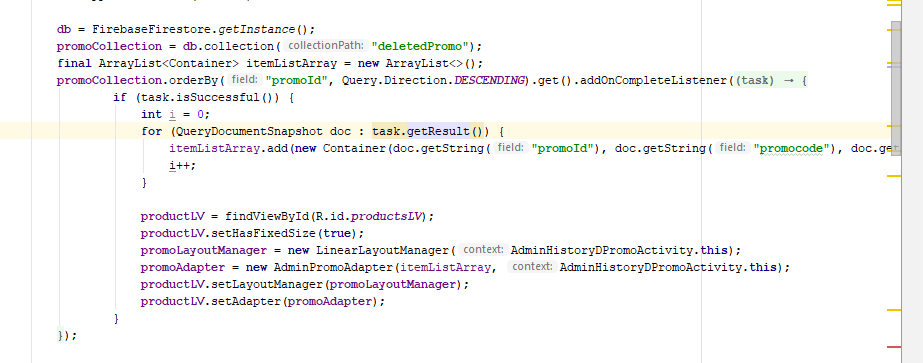 db = FirebaseFirestore.getInstance();
promoCollection = db.collection( collectionPath: "deletedPromo");
final ArrayList<Container> itemListArray = new ArrayList<>();
promoCollection.orderBy( field: "promoId", Query.Direction.DESCENDING).get().addOnCompleteListener((task) → {
if (task.isSuccessful()) {
int i = 0;
for (QueryDocumentSnapshot doc : task.getResult()) {
itemListArray.add(new Container(doc.getString( field: "promoId"), doc.getString( field: "promocode"), doc.get
i++;
}
productLV = findViewById(R.id.productsLV);
productLV.setHasFixedSize(true);
promoLayoutManager = new LinearLayoutManager( context: AdminHistoryDPromoActivity.this);
promoAdapter = new AdminPromoAdapter(itemListArray, context: AdminHistoryDPromoActivity.this);
productLV.setLayoutManager(promoLayoutManager);
productLV.setAdapter(promoAdapter);
}
});